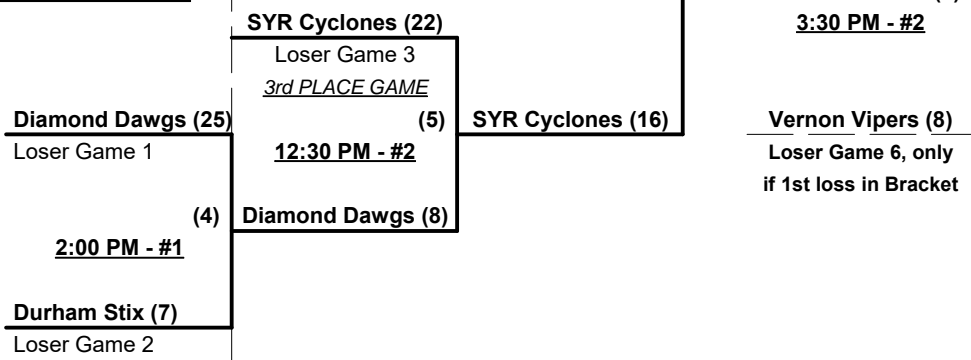 SYR Cyclones (22)
3:30 PM - #2
Loser Game 3
3rd PLACE GAME
Diamond Dawgs (25)
(5)
SYR Cyclones (16)
Vernon Vipers (8)
Loser Game 1
12:30 PM - #2
Loser Game 6, only
if 1st loss in Bracket
(4)
Diamond Dawgs (8)
2:00 PM - #1
Durham Stix (7)
Loser Game 2